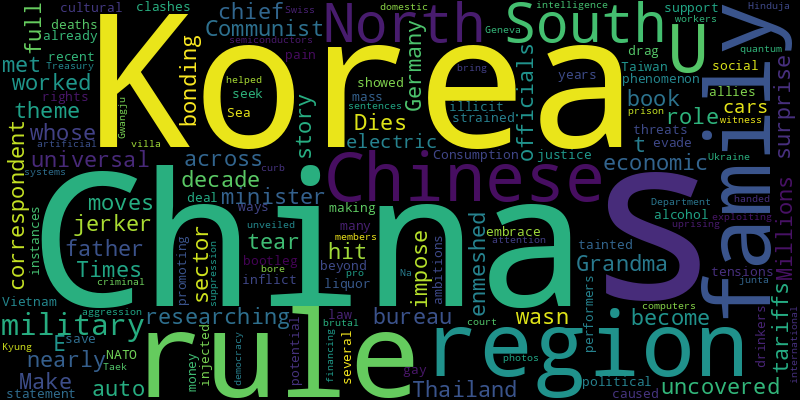 cultural clashes chief Communist North South U support workers domestic intelligence Swiss Hinduja
deaths already full recent Treasury met worked rights theme whose
Korea
semiconductors pain helped seek Sea bonding Gwangju villa artificial
showed mass Dies sentences electric Germany illicit strained officials Geneva bring years
drag phenomenon Taiwan book social allies quantum role cars threats prison witness t evade family surprise
correspondent universal across decade minister story curb Chinese Consumption justice economic Ukraine
systems instances moves deal ways unveiled making many members
China
S
jerker father Times criminal promoting sector suppression tear bootleg bore inflict hit beyond pro liquor Na impose ambitions attention enmeshed embrace
Department alcohol handed exploiting uprising tainted Grandma tensions junta Millions
Vietnam aggression military researching law bureau wasn performers become computers drinkers tariffs international
rule
region
Kyung E save NATO nearly Taek Make auto statement money injected democracy brutal potential financing several gay court Thailand photos political caused uncovered